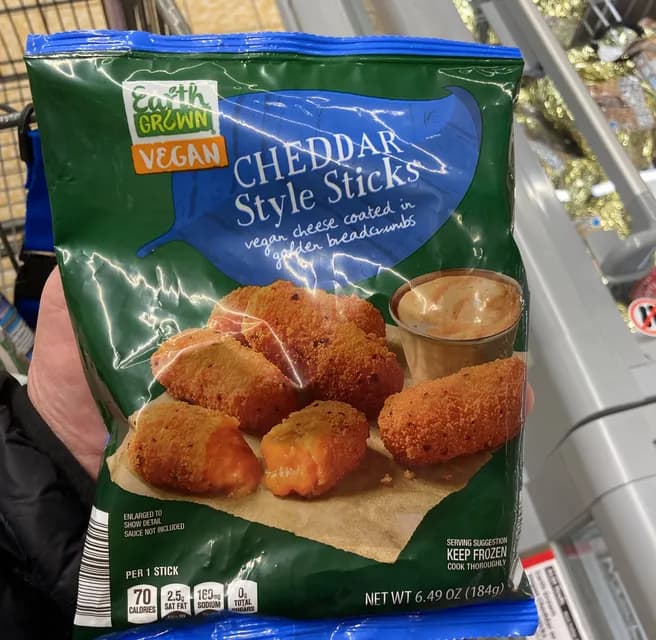 Earth
GROWN
VEGAN
CHEDDAR
Style Sticks
vegan cheese coated in
golden breadcrumbs
ENLARGED TO
SHOW DETAIL
SAUCE NOT INCLUDED
SERVING SUGGESTION
KEEP FROZEN
COOK THOROUGHLY
PER 1 STICK
70 2.5g 160mg 0g
CALORIES SAT FAT SODIUM TOTAL
SUGARS
NET WT 6.49 OZ (184g)